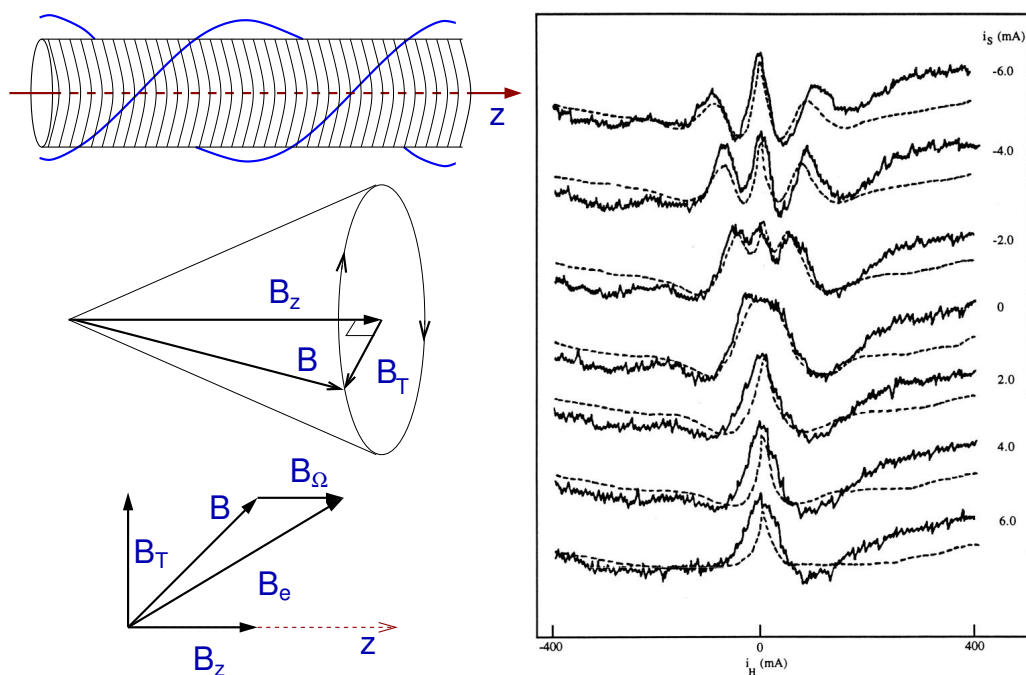 z
B_z
B
B_T
B_Ω
B
B_T
B_e
z
B_z
i_S (mA)
-6.0
-4.0
-2.0
0
2.0
4.0
6.0
-400 0 400
i_H (mA)